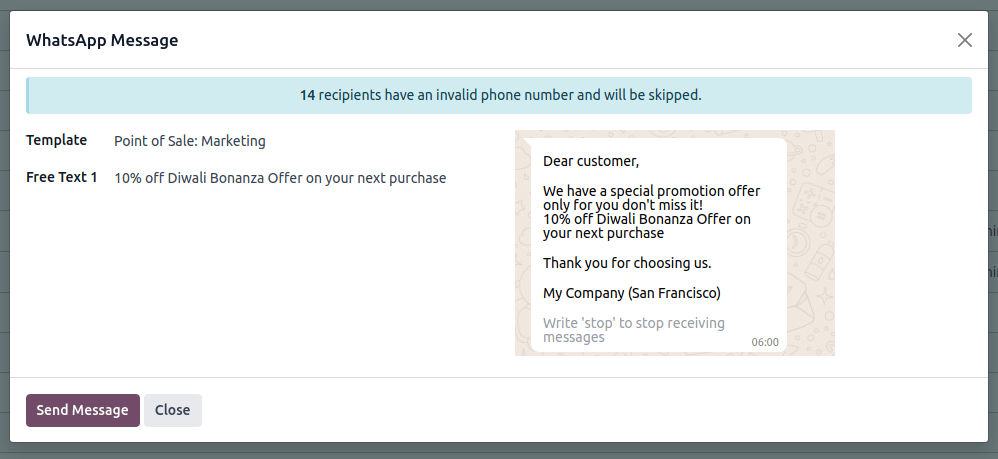 WhatsApp Message
14 recipients have an invalid phone number and will be skipped.
Template Point of Sale: Marketing
Free Text 1 10% off Diwali Bonanza Offer on your next purchase
Dear customer,
We have a special promotion offer
only for you don't miss it!
10% off Diwali Bonanza Offer on
your next purchase
Thank you for choosing us.
My Company (San Francisco)
Write 'stop' to stop receiving
messages
06:00
Send Message Close